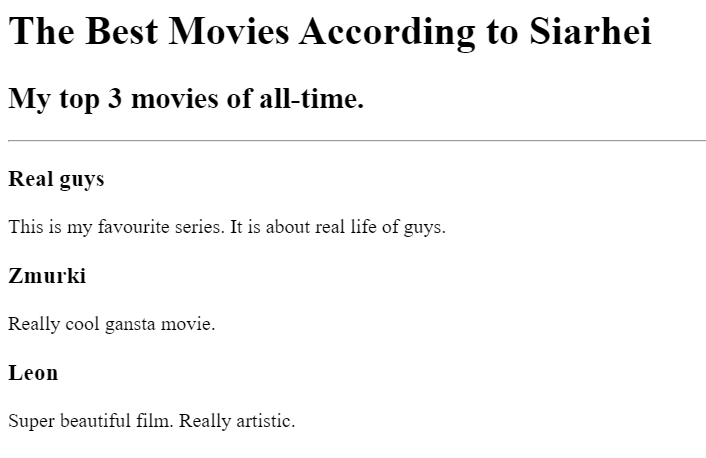 The Best Movies According to Siarhei
My top 3 movies of all-time.
Real guys
This is my favourite series. It is about real life of guys.
Zmurki
Really cool gansta movie.
Leon
Super beautiful film. Really artistic.